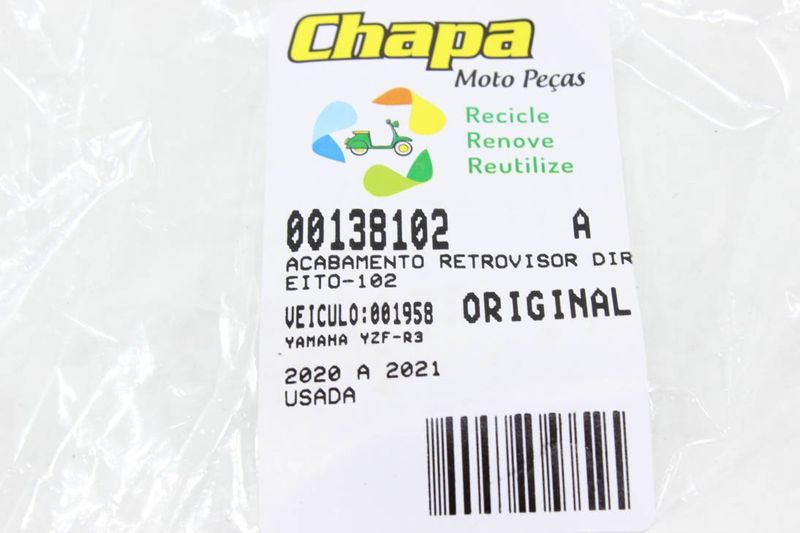 Chapa
Moto Peças
Recicle
Renove
Reutilize
00138102 A
ACABAMENTO RETROVISOR DIR
EITO-102
VEICULO:001958 ORIGINAL
YAMAHA YZF-R3
2020 A 2021
USADA